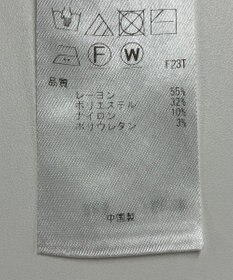 F W
F23T
品質
レーヨン 55%
ポリエステル 32%
ナイロン 10%
ポリウレタン 3%
中国製